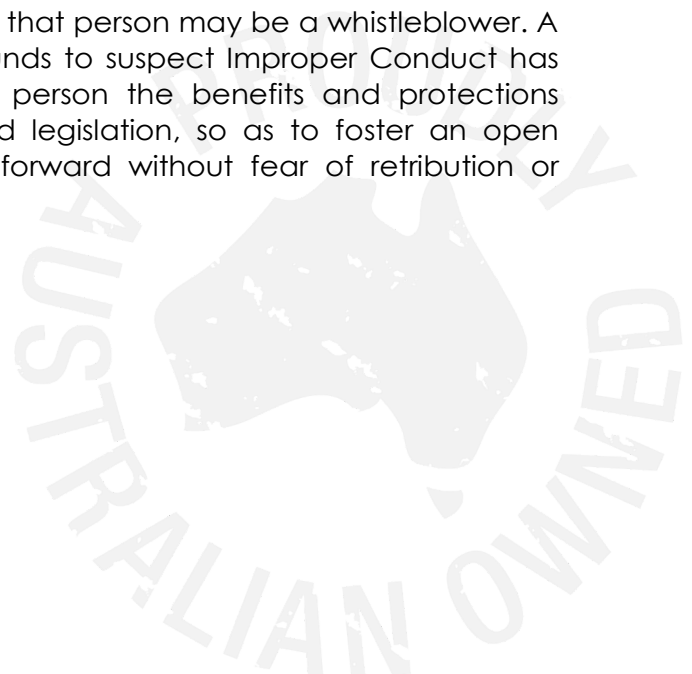 that person may be a whistleblower. A
nds to suspect Improper Conduct has
person the benefits and protections
d legislation, so as to foster an open
forward without fear of retribution or
PROUDLY
AUSTRALIAN OWNED